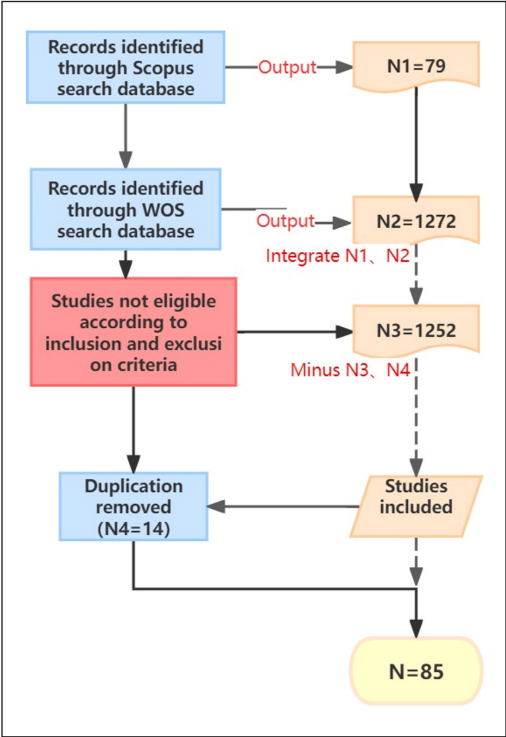 Records identified
through Scopus
search database
Output
N1=79
Records identified
through WOS
search database
Output
N2=1272
Integrate N1、N2
Studies not eligible
according to
inclusion and exclusi
on criteria
N3=1252
Minus N3、N4
Duplication
removed
(N4=14)
Studies
included
N=85